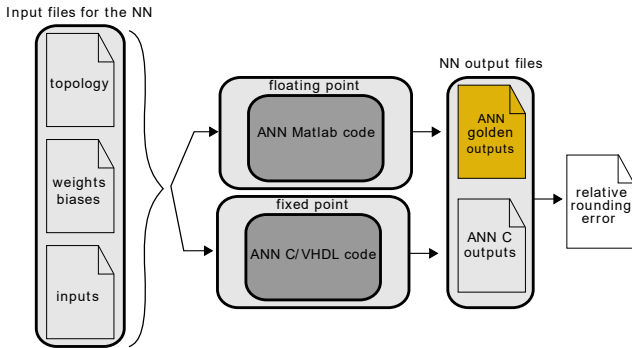 Input files for the NN
topology
weights
biases
inputs
floating point
ANN Matlab code
fixed point
ANN C/VHDL code
NN output files
ANN
golden
outputs
ANN C
outputs
relative
rounding
error